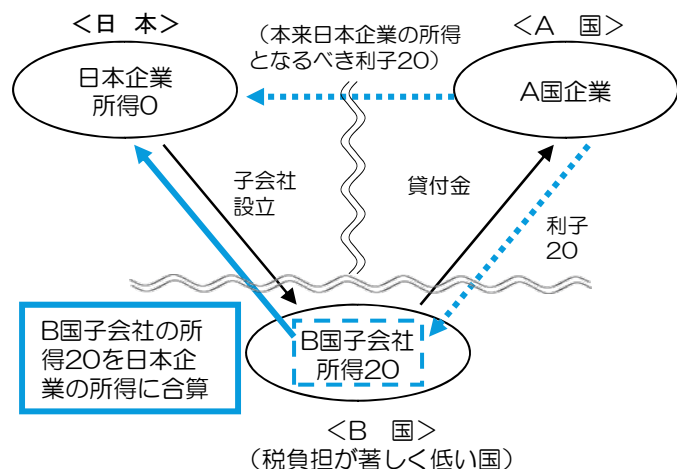 <日　本>
（本来日本企業の所得
となるべき利子20）
<A　国>
日本企業
所得0
A国企業
子会社
設立
貸付金
利子
20
B国子会社の所
得20を日本企
業の所得に合算
B国子会社
所得20
<B　国>
（税負担が著しく低い国）